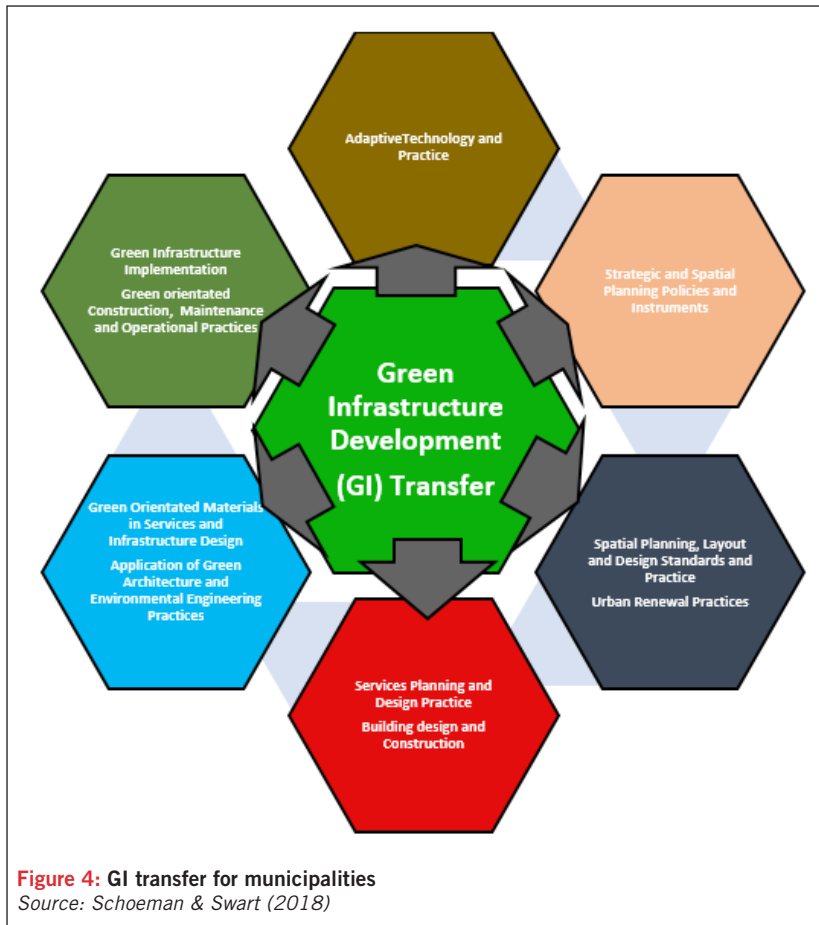 AdaptiveTechnology and
Practice
Strategic and Spatial
Planning Policies and
Instruments
Spatial Planning, Layout
and Design Standards and
Practice
Urban Renewal Practices
Services Planning and
Design Practice
Building design and
Construction
Green Orientated Materials
in Services and
Infrastructure Design
Application of Green
Architecture and
Environmental Engineering
Practices
Green Infrastructure
Implementation
Green orientated
Construction, Maintenance
and Operational Practices
Green
Infrastructure
Development
(GI) Transfer
Figure 4: GI transfer for municipalities
Source: Schoeman & Swart (2018)